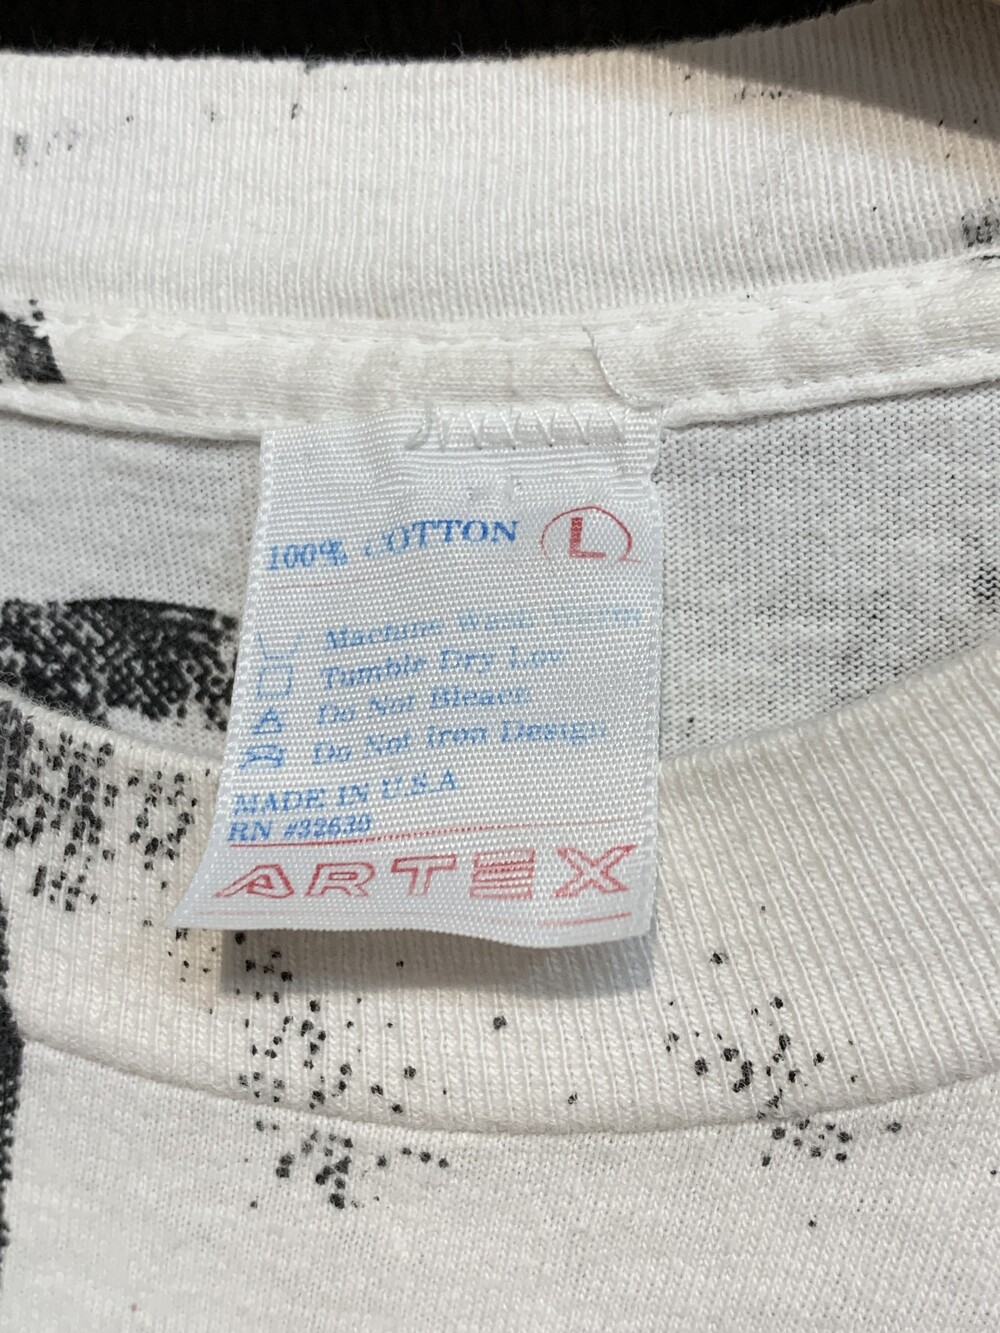 100% COTTON L
Machine Wash Warm
Tumble Dry Low
Do Not Bleach
Do Not Iron Design
MADE IN U.S.A
RN #32639
ARTEX